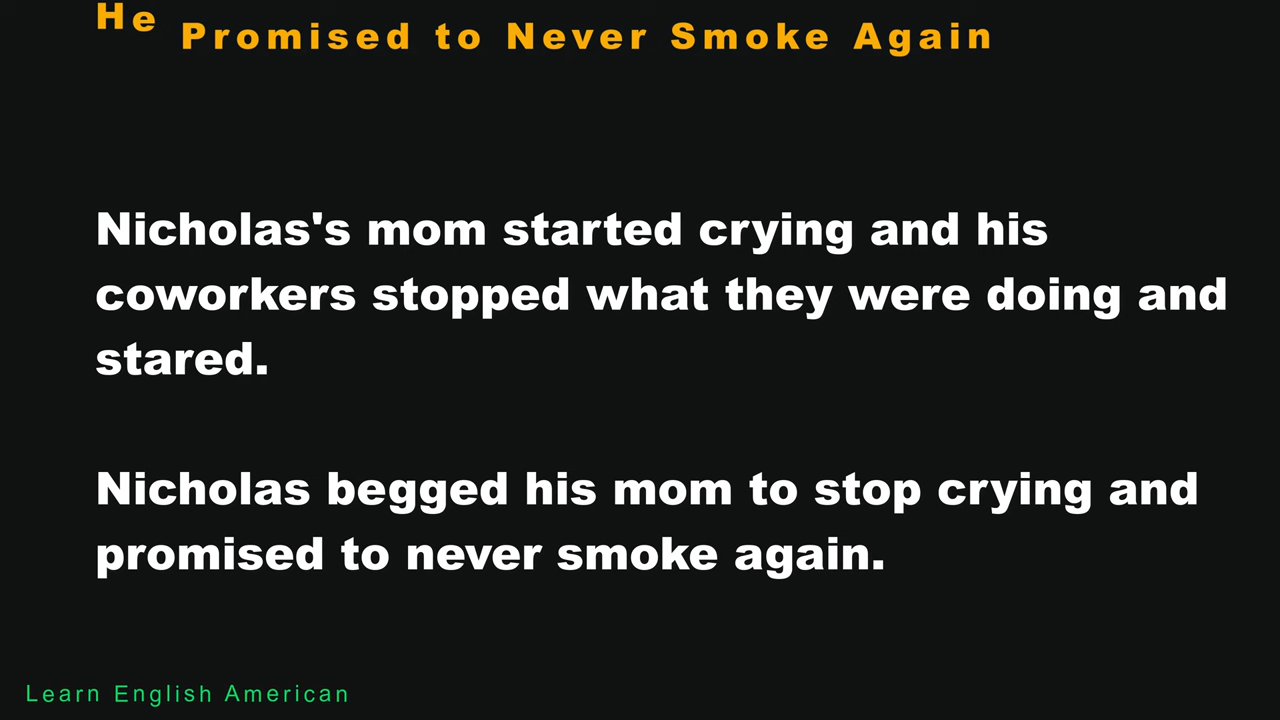 He Promised to Never Smoke Again
Nicholas's mom started crying and his
coworkers stopped what they were doing and
stared.
Nicholas begged his mom to stop crying and
promised to never smoke again.
Learn English American